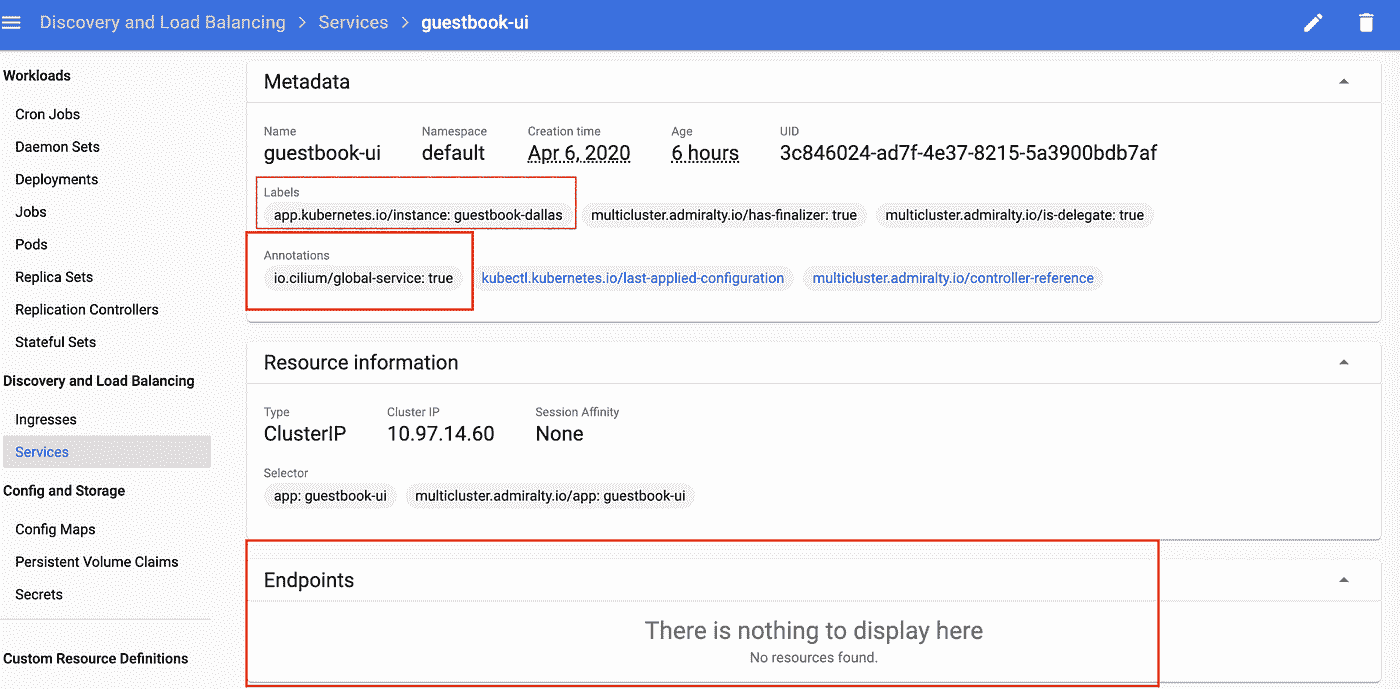 Discovery and Load Balancing > Services > guestbook-ui
Workloads
Cron Jobs
Daemon Sets
Deployments
Jobs
Pods
Replica Sets
Replication Controllers
Stateful Sets
Discovery and Load Balancing
Ingresses
Services
Config and Storage
Config Maps
Persistent Volume Claims
Secrets
Custom Resource Definitions
Metadata
Name Namespace Creation time Age UID
guestbook-ui default Apr 6, 2020 6 hours 3c846024-ad7f-4e37-8215-5a3900bdb7af
Labels
app.kubernetes.io/instance: guestbook-dallas multicluster.admiralty.io/has-finalizer: true multicluster.admiralty.io/is-delegate: true
Annotations
io.cilium/global-service: true kubectl.kubernetes.io/last-applied-configuration multicluster.admiralty.io/controller-reference
Resource information
Type Cluster IP Session Affinity
ClusterIP 10.97.14.60 None
Selector
app: guestbook-ui multicluster.admiralty.io/app: guestbook-ui
Endpoints
There is nothing to display here
No resources found.